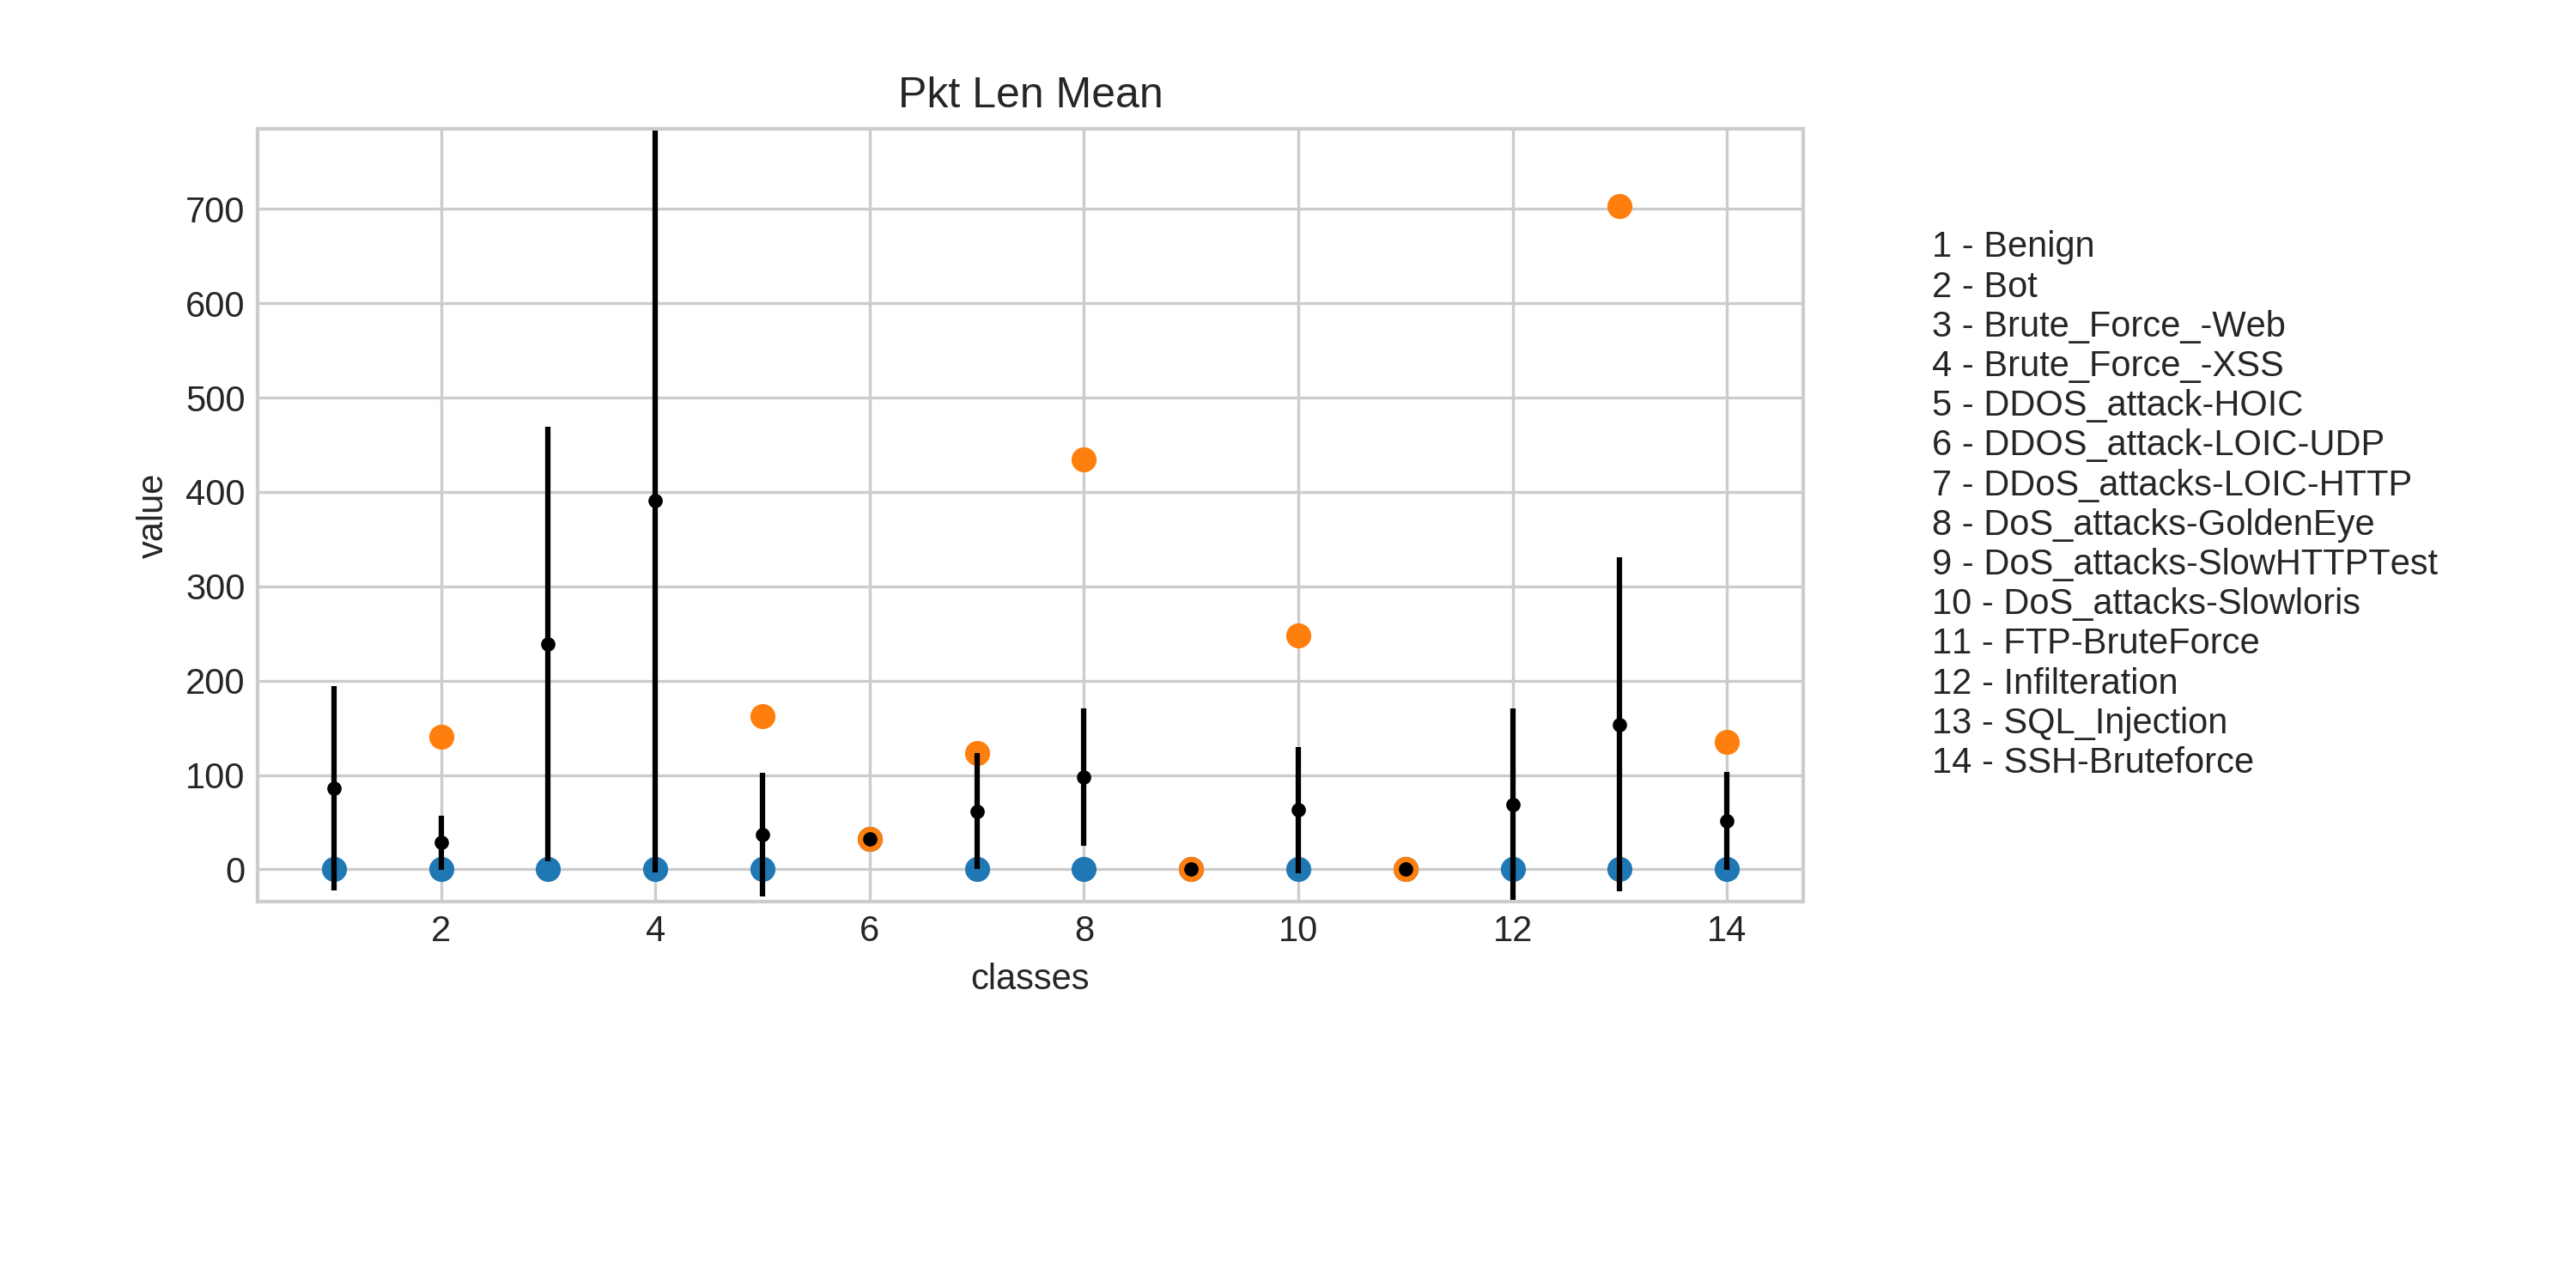 Pkt Len Mean
value
700
600
500
400
300
200
100
0
2 4 6 8 10 12 14
classes
1 - Benign
2 - Bot
3 - Brute_Force_-Web
4 - Brute_Force_-XSS
5 - DDOS_attack-HOIC
6 - DDOS_attack-LOIC-UDP
7 - DDoS_attacks-LOIC-HTTP
8 - DoS_attacks-GoldenEye
9 - DoS_attacks-SlowHTTPTest
10 - DoS_attacks-Slowloris
11 - FTP-BruteForce
12 - Infilteration
13 - SQL_Injection
14 - SSH-Bruteforce